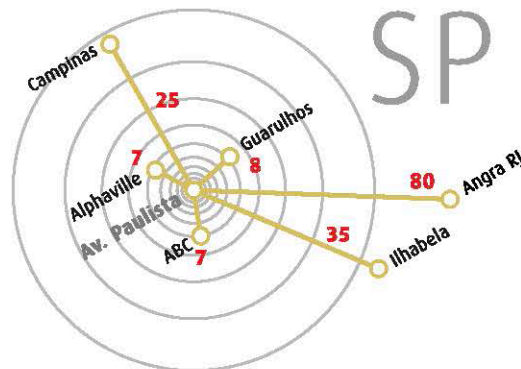 SP
Campinas
25
Guarulhos
7
8
Alphaville
80
Angra RJ
Av. Paulista
35
ABC
Ilhabela
7